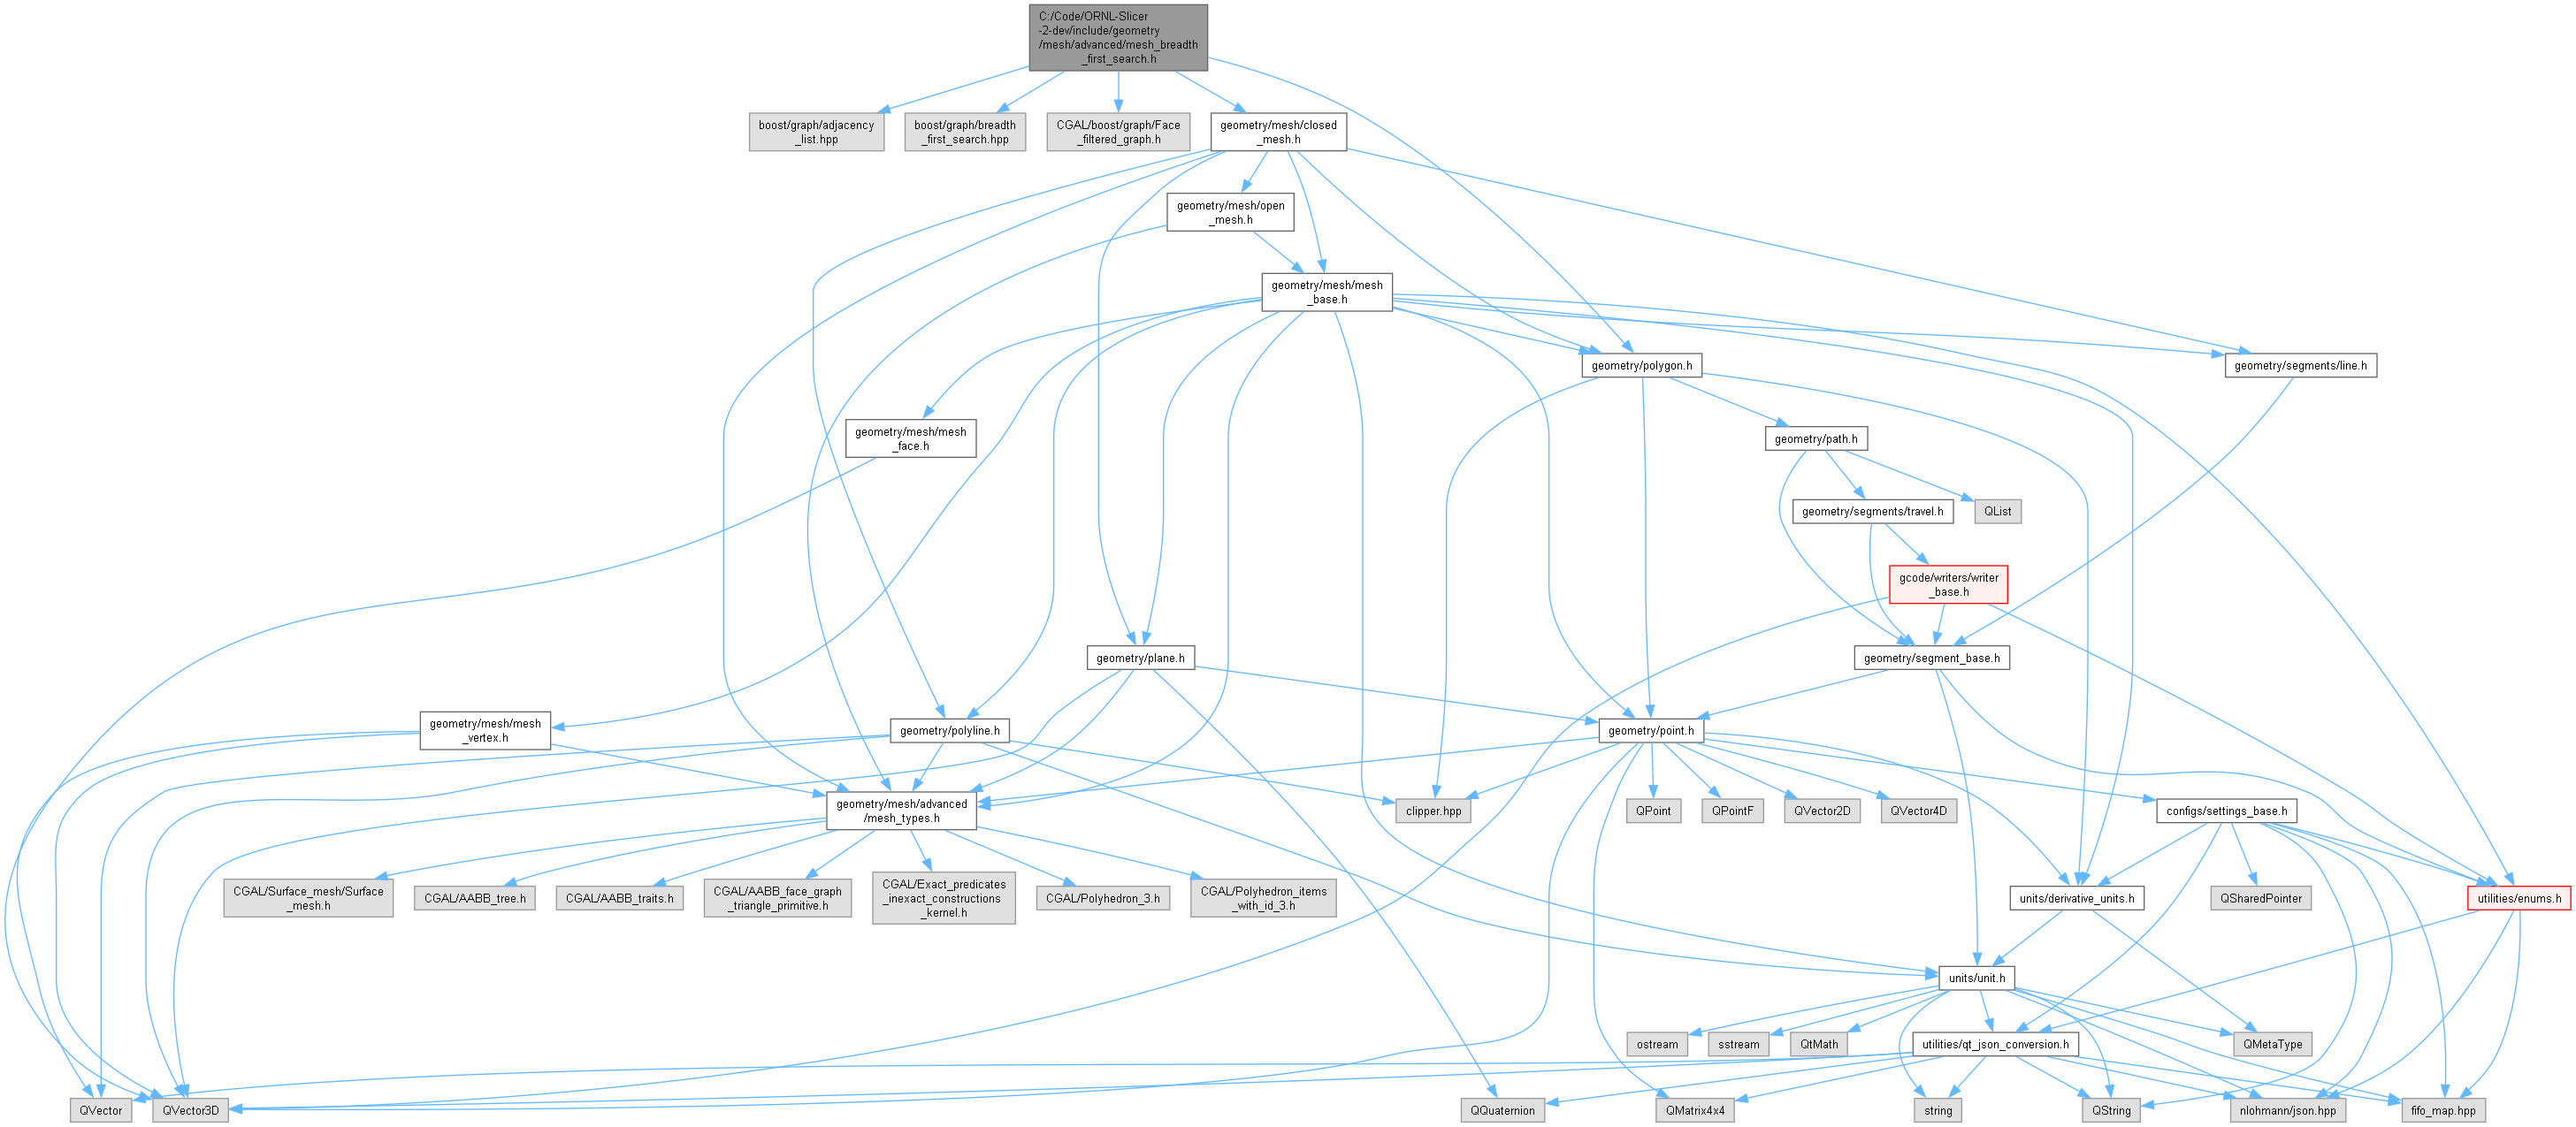 C:/Code/ORNL-Slicer
-2-dev/include/geometry
/mesh/advanced/mesh_breadth
_first_search.h
boost/graph/adjacency
_list.hpp
boost/graph/breadth
_first_search.hpp
CGAL/boost/graph/Face
_filtered_graph.h
geometry/mesh/closed
_mesh.h
geometry/mesh/open
_mesh.h
geometry/mesh/mesh
_base.h
geometry/polygon.h
geometry/segments/line.h
geometry/mesh/mesh
_face.h
geometry/path.h
geometry/segments/travel.h
QList
gcode/writers/writer
_base.h
geometry/plane.h
geometry/segment_base.h
geometry/mesh/mesh
_vertex.h
geometry/polyline.h
geometry/point.h
geometry/mesh/advanced
/mesh_types.h
clipper.hpp
QPoint
QPointF
QVector2D
QVector4D
configs/settings_base.h
CGAL/Surface_mesh/Surface
_mesh.h
CGAL/AABB_tree.h
CGAL/AABB_traits.h
CGAL/AABB_face_graph
_triangle_primitive.h
CGAL/Exact_predicates
_inexact_constructions
_kernel.h
CGAL/Polyhedron_3.h
CGAL/Polyhedron_items
_with_id_3.h
units/derivative_units.h
QSharedPointer
utilities/enums.h
units/unit.h
ostream
sstream
QtMath
utilities/qt_json_conversion.h
QMetaType
QVector
QVector3D
QQuaternion
QMatrix4x4
string
QString
nlohmann/json.hpp
fifo_map.hpp